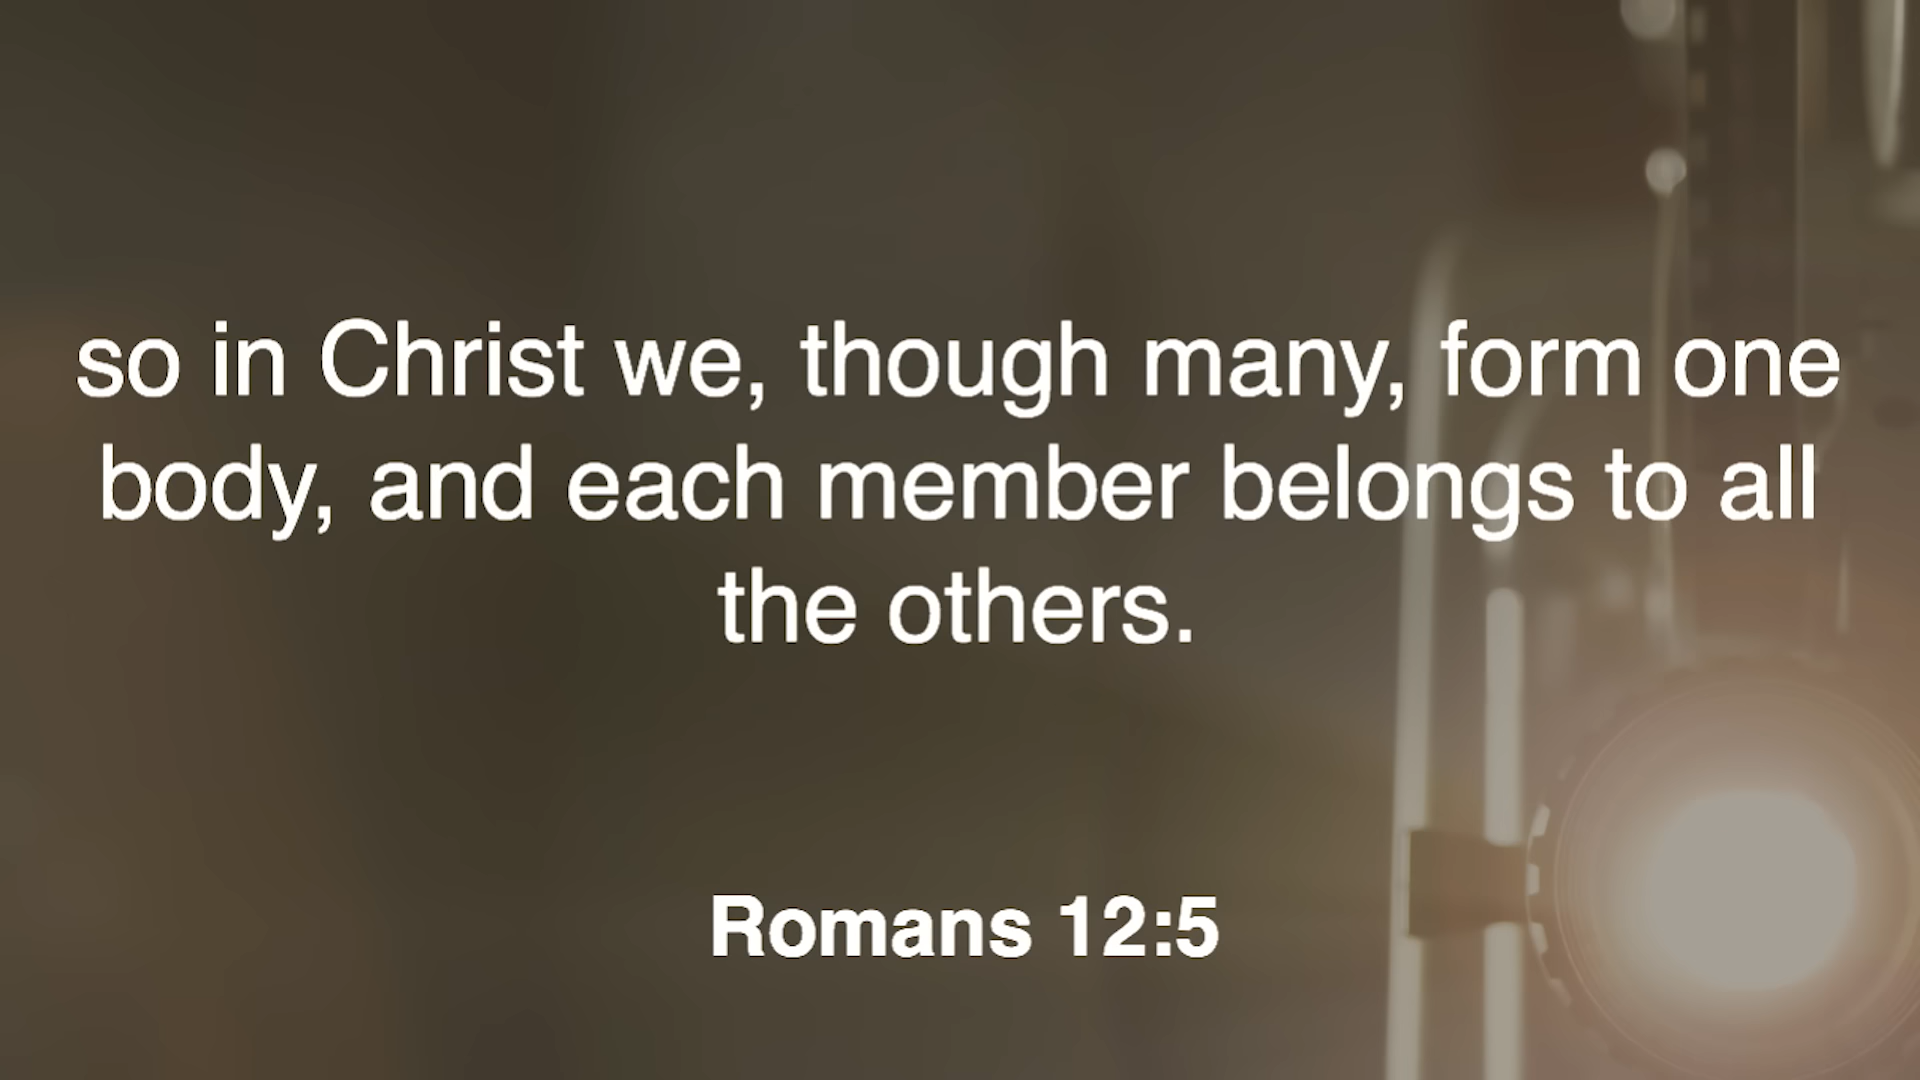 so in Christ we, though many, form one
body, and each member belongs to all
the others.
Romans 12:5